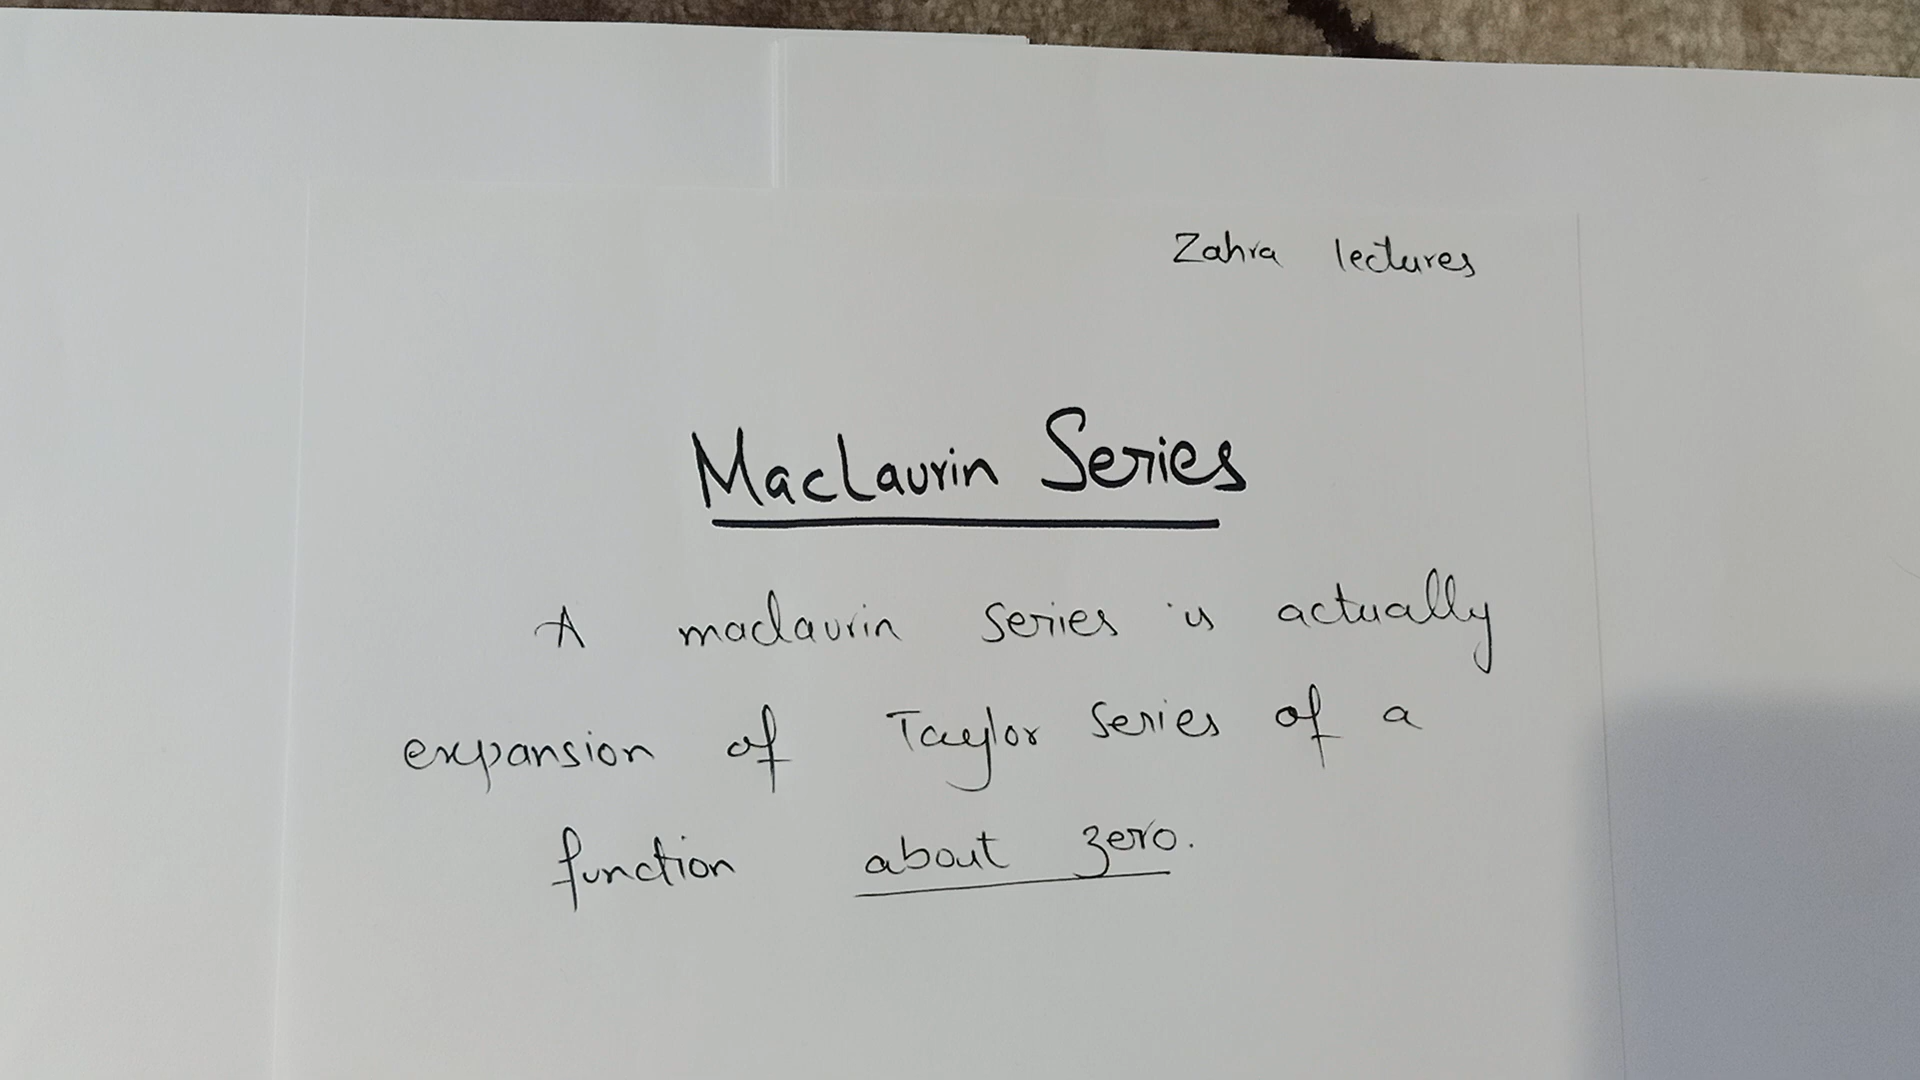 Zahra lectures
MacLaurin Series
A maclaurin series is actually
expansion of Taylor series of a
function about zero.